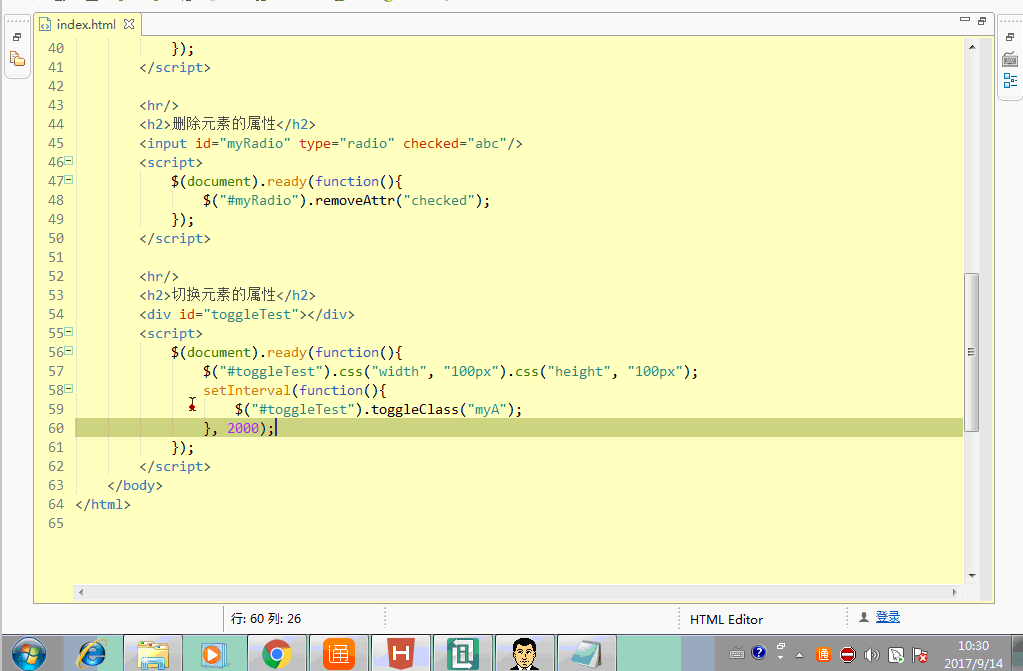 index.html
40 });
41 </script>
42
43 <hr/>
44 <h2>删除元素的属性</h2>
45 <input id="myRadio" type="radio" checked="abc"/>
46 <script>
47 $(document).ready(function(){
48 $("#myRadio").removeAttr("checked");
49 });
50 </script>
51
52 <hr/>
53 <h2>切换元素的属性</h2>
54 <div id="toggleTest"></div>
55 <script>
56 $(document).ready(function(){
57 $("#toggleTest").css("width", "100px").css("height", "100px");
58 setInterval(function(){
59 $("#toggleTest").toggleClass("myA");
60 }, 2000);
61 });
62 </script>
63 </body>
64 </html>
65
行: 60 列: 26
HTML Editor
登录
10:30
2017/9/14